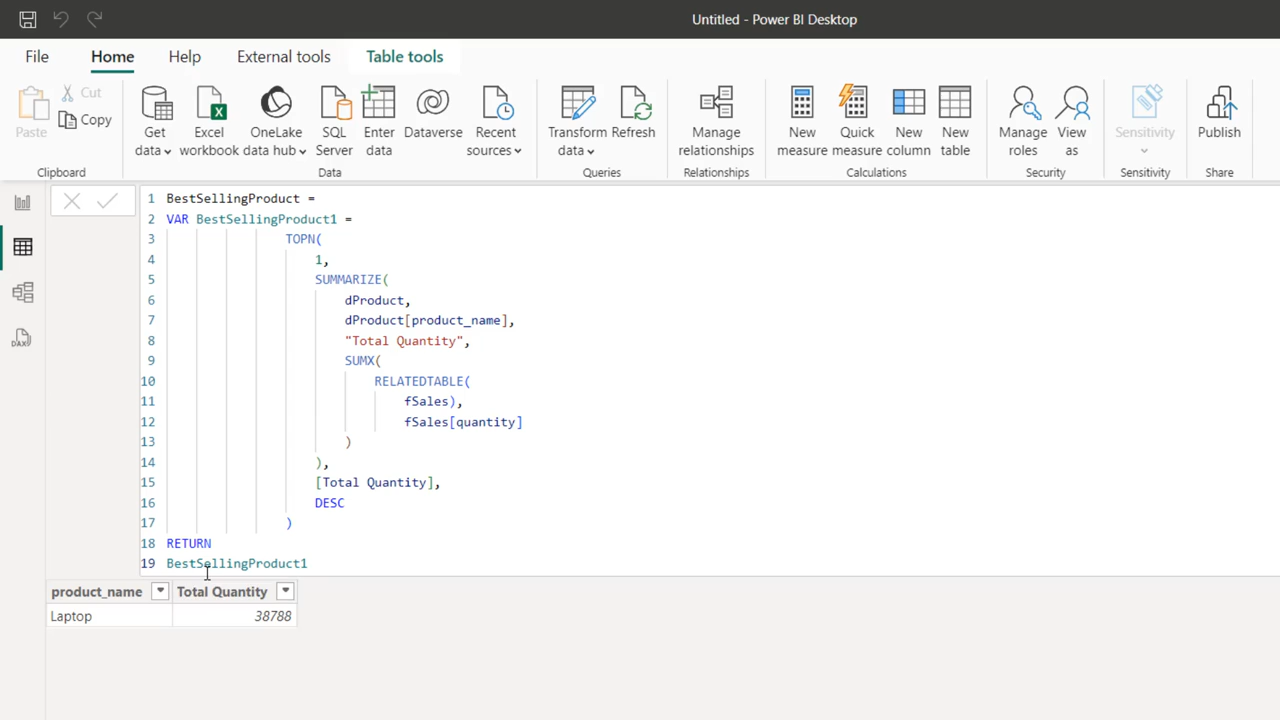 Untitled - Power BI Desktop
File Home Help External tools Table tools
Paste Cut Copy
Get data Excel workbook OneLake data hub SQL Server Enter data Dataverse Recent sources Transform data Refresh Manage relationships New measure Quick measure New column New table Manage roles View as Sensitivity Publish
Clipboard Data Queries Relationships Calculations Security Sensitivity Share
1 BestSellingProduct =
2 VAR BestSellingProduct1 =
3 TOPN(
4 1,
5 SUMMARIZE(
6 dProduct,
7 dProduct[product_name],
8 "Total Quantity",
9 SUMX(
10 RELATEDTABLE(
11 fSales),
12 fSales[quantity]
13 )
14 ),
15 [Total Quantity],
16 DESC
17 )
18 RETURN
19 BestSellingProduct1
DAX
product_name Total Quantity
Laptop 38788